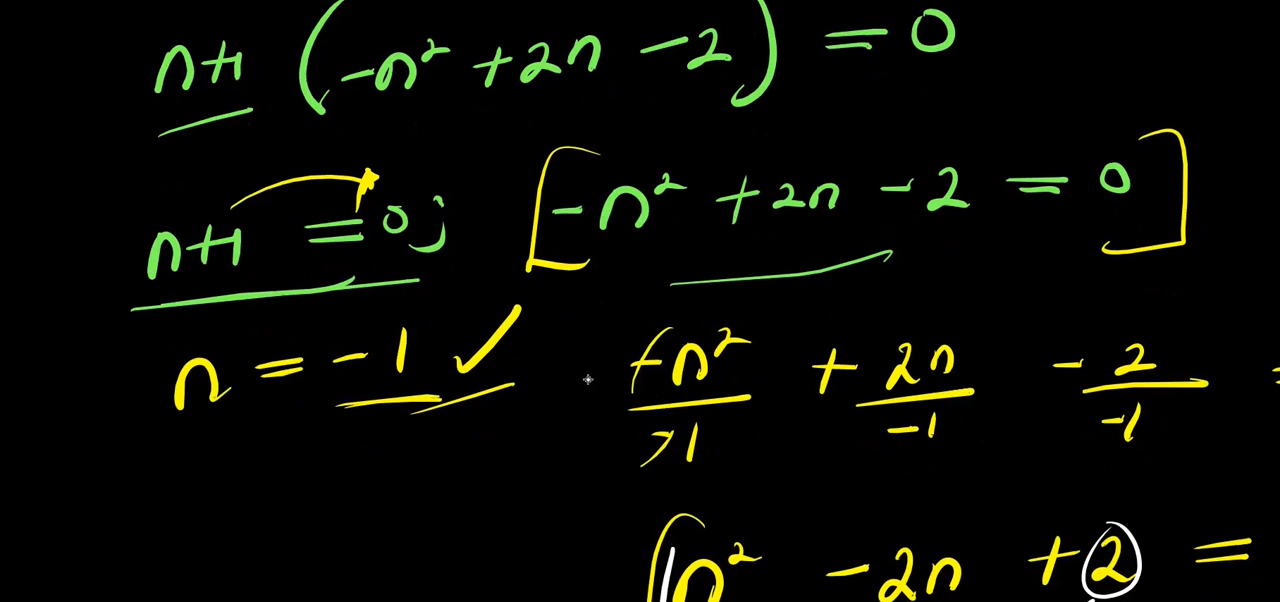 n+1 (-n² + 2n - 2) = 0
n+1 = 0; [-n² + 2n - 2 = 0]
n = -1 ✓ -n²/-1 + 2n/-1 - 2/-1 =
(n² - 2n + 2 =